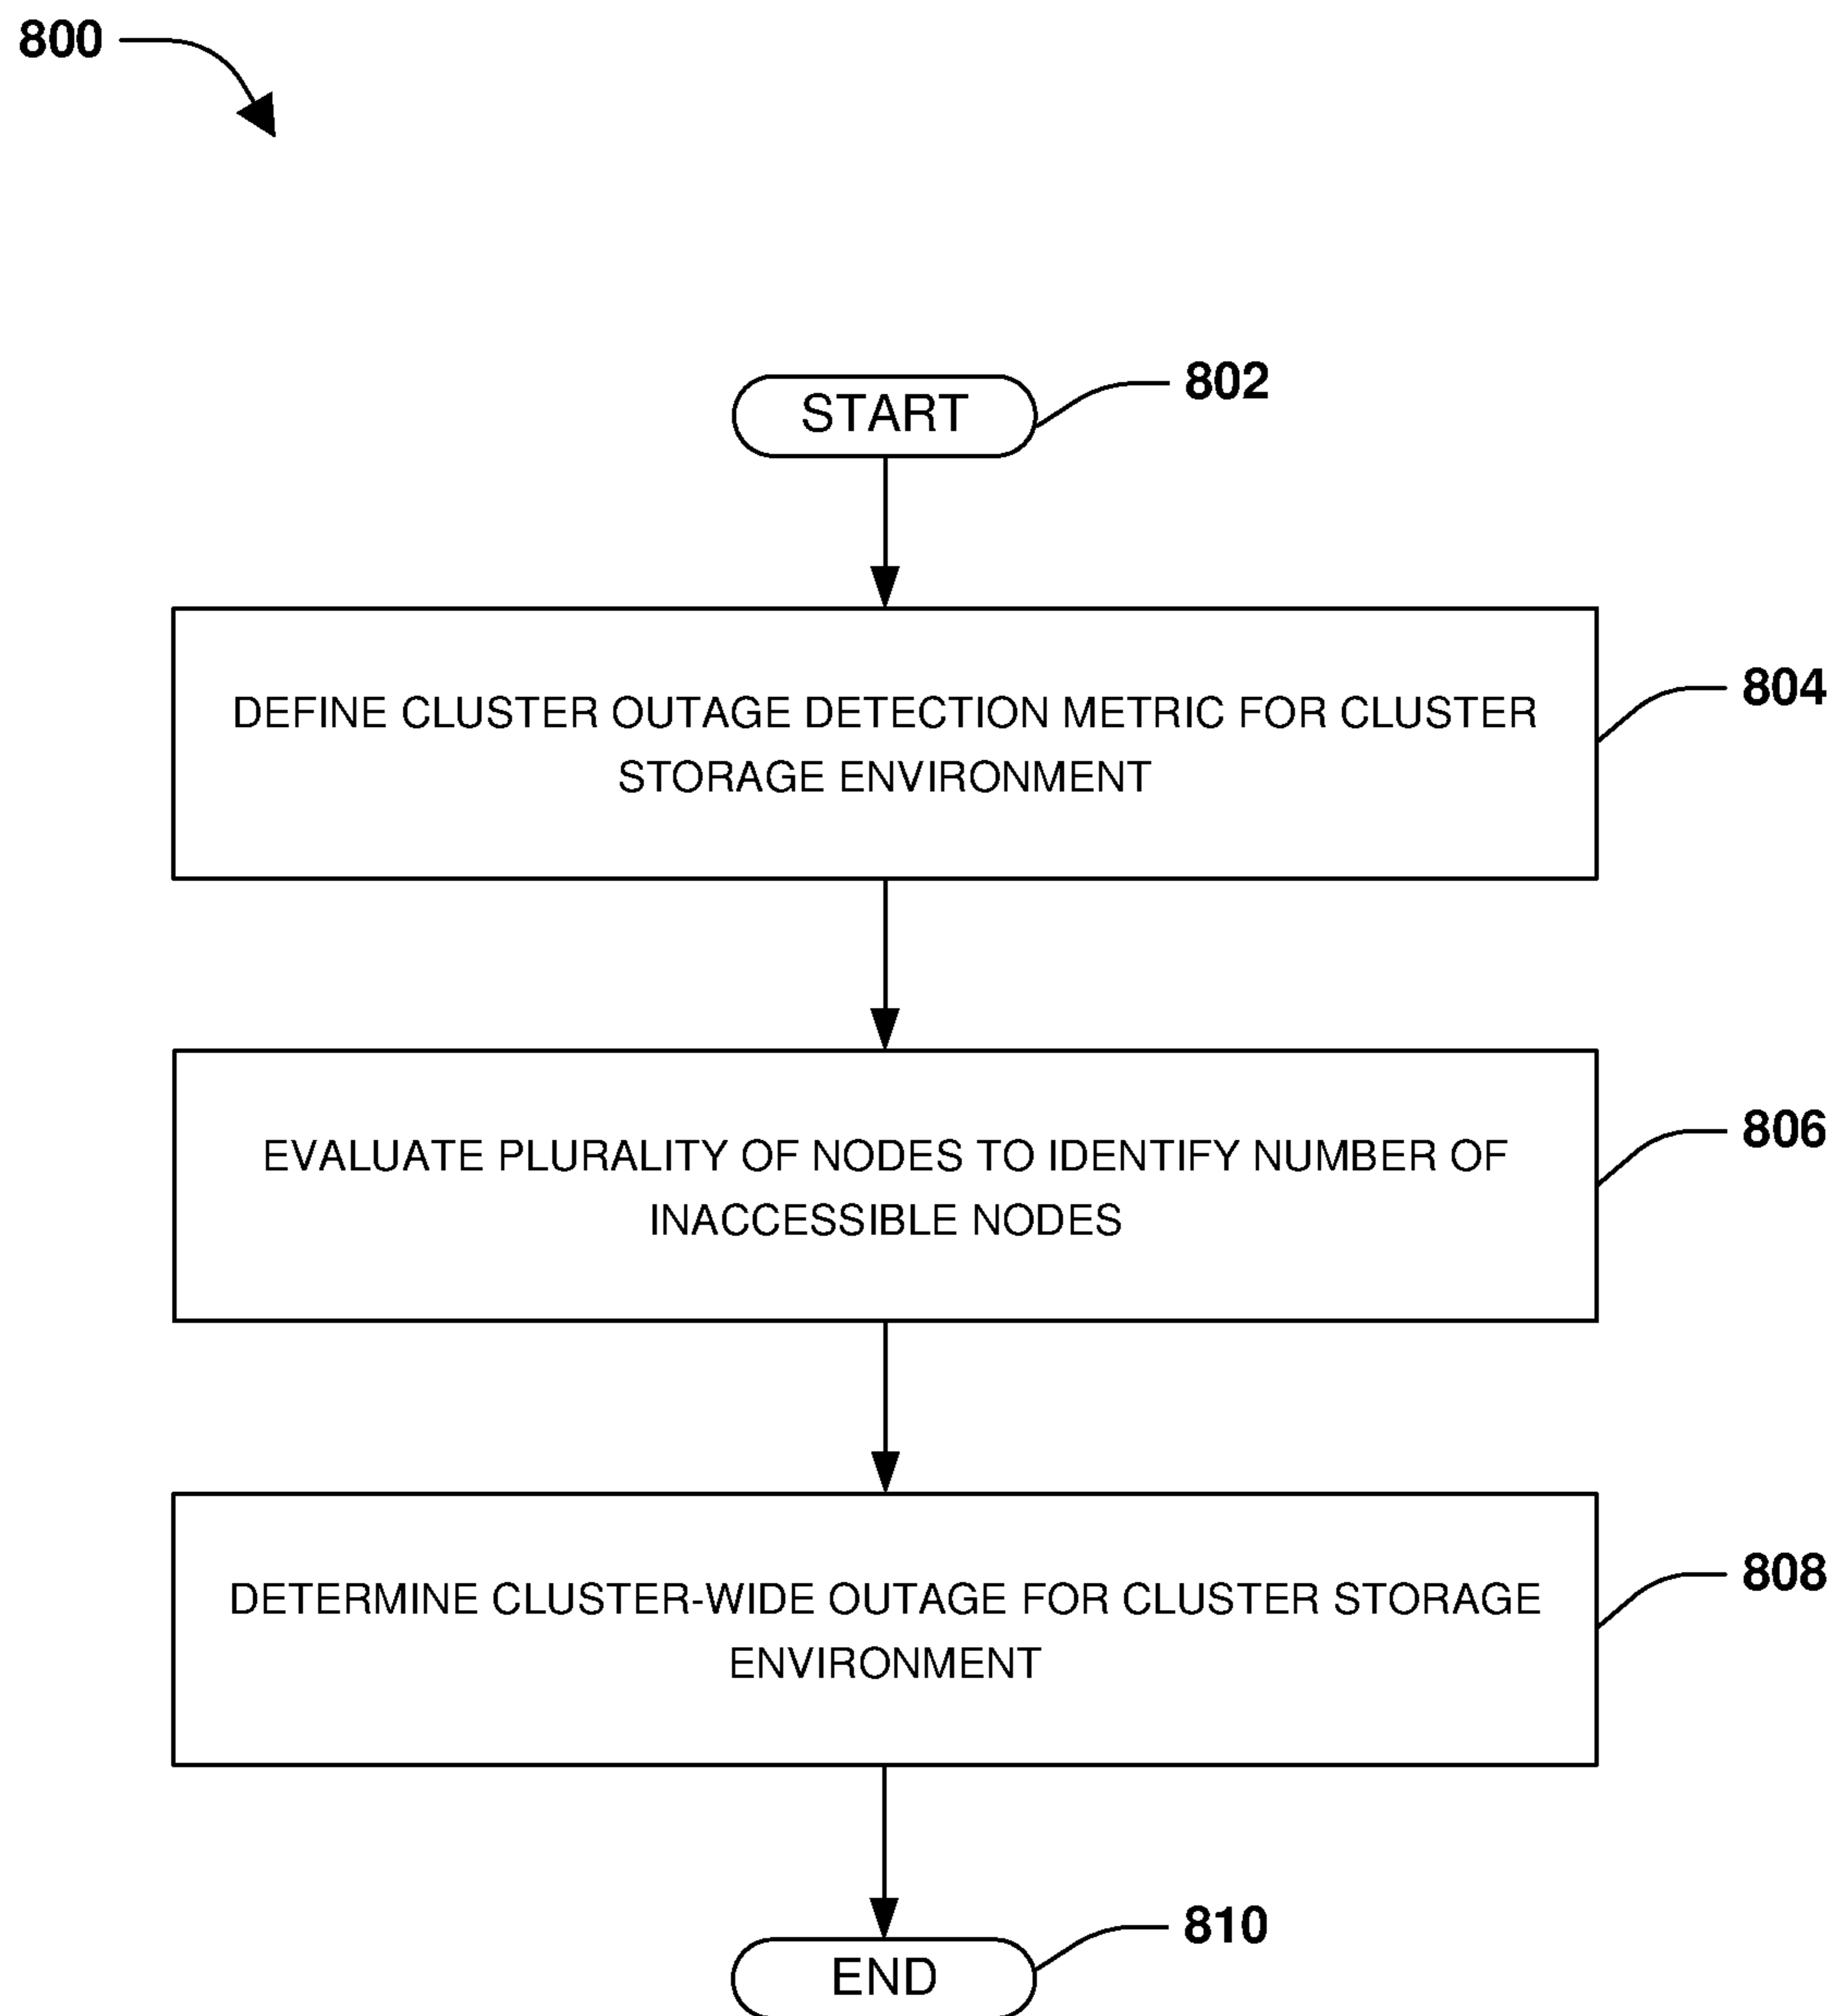 800
START
802
DEFINE CLUSTER OUTAGE DETECTION METRIC FOR CLUSTER
STORAGE ENVIRONMENT
804
EVALUATE PLURALITY OF NODES TO IDENTIFY NUMBER OF
INACCESSIBLE NODES
806
DETERMINE CLUSTER-WIDE OUTAGE FOR CLUSTER STORAGE
ENVIRONMENT
808
END
810